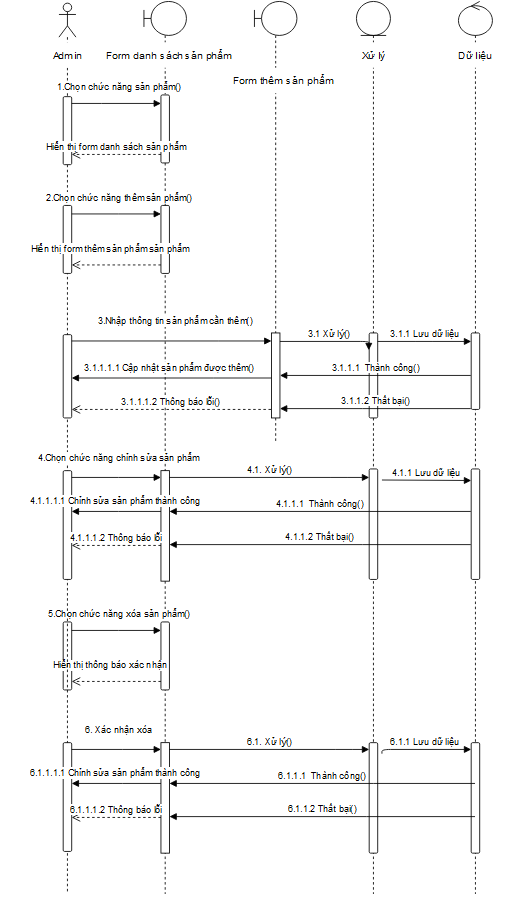 Admin
Form danh sách sản phẩm
Form thêm sản phẩm
Xử lý
Dữ liệu
1.Chọn chức năng sản phẩm()
Hiển thị form danh sách sản phẩm
2.Chọn chức năng thêm sản phẩm()
Hiển thị form thêm sản phẩm sản phẩm
3.Nhập thông tin sản phẩm cần thêm()
3.1 Xử lý()
3.1.1 Lưu dữ liệu
3.1.1.1.1 Cập nhật sản phẩm được thêm()
3.1.1.1 Thành công()
3.1.1.1.2 Thông báo lỗi()
3.1.1.2 Thất bại()
4.Chọn chức năng chỉnh sửa sản phẩm
4.1. Xử lý()
4.1.1 Lưu dữ liệu
4.1.1.1.1 Chỉnh sửa sản phẩm thành công
4.1.1.1 Thành công()
4.1.1.1.2 Thông báo lỗi
4.1.1.2 Thất bại()
5.Chọn chức năng xóa sản phẩm()
Hiển thị thông báo xác nhận
6. Xác nhận xóa
6.1. Xử lý()
6.1.1 Lưu dữ liệu
6.1.1.1.1 Chỉnh sửa sản phẩm thành công
6.1.1.1 Thành công()
6.1.1.1.2 Thông báo lỗi
6.1.1.2 Thất bại()